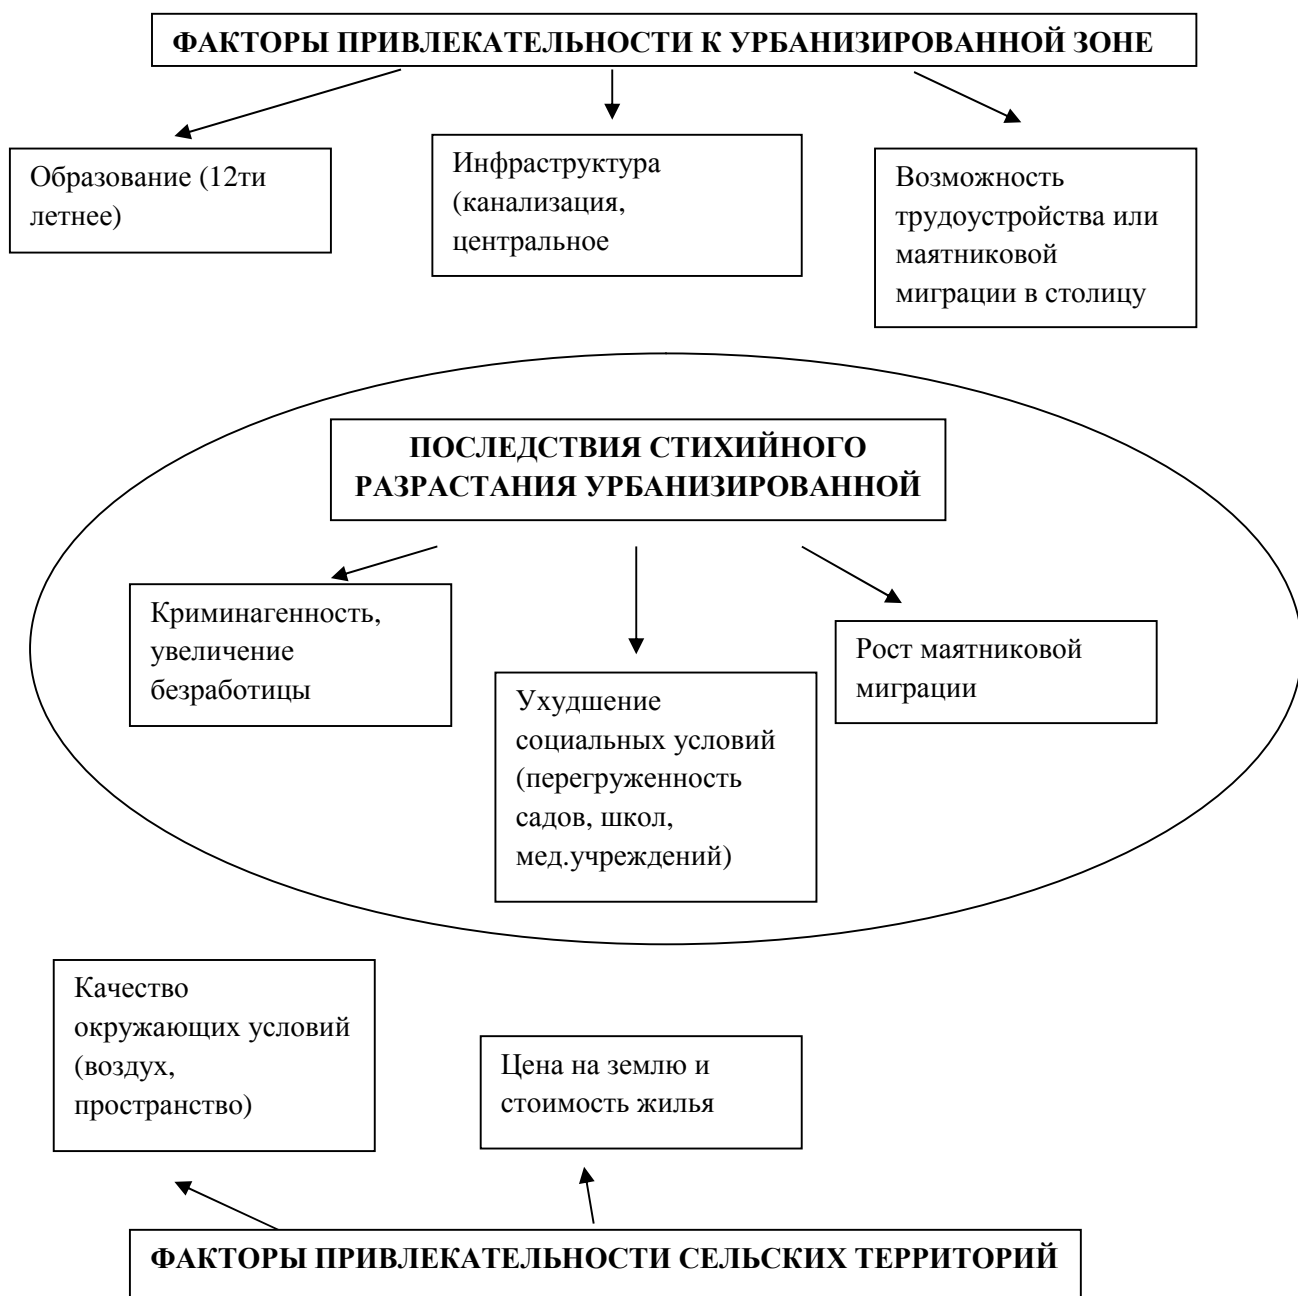 ФАКТОРЫ ПРИВЛЕКАТЕЛЬНОСТИ К УРБАНИЗИРОВАННОЙ ЗОНЕ
Образование (12ти
летнее)
Инфраструктура
(канализация,
центральное
Возможность
трудоустройства или
маятниковой
миграции в столицу
ПОСЛЕДСТВИЯ СТИХИЙНОГО
РАЗРАСТАНИЯ УРБАНИЗИРОВАННОЙ
Криминагенность,
увеличение
безработицы
Ухудшение
социальных условий
(перегруженность
садов, школ,
мед.учреждений)
Рост маятниковой
миграции
Качество
окружающих условий
(воздух,
пространство)
Цена на землю и
стоимость жилья
ФАКТОРЫ ПРИВЛЕКАТЕЛЬНОСТИ СЕЛЬСКИХ ТЕРРИТОРИЙ